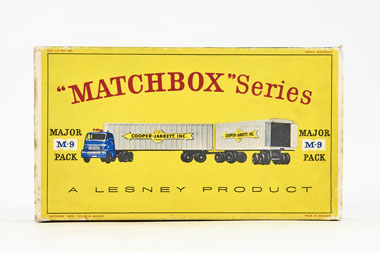 "MATCHBOX" Series
MAJOR
M-9
PACK
COOPER-JARRETT, INC.
COOPER-JARRETT, INC.
MAJOR
M-9
PACK
A LESNEY PRODUCT